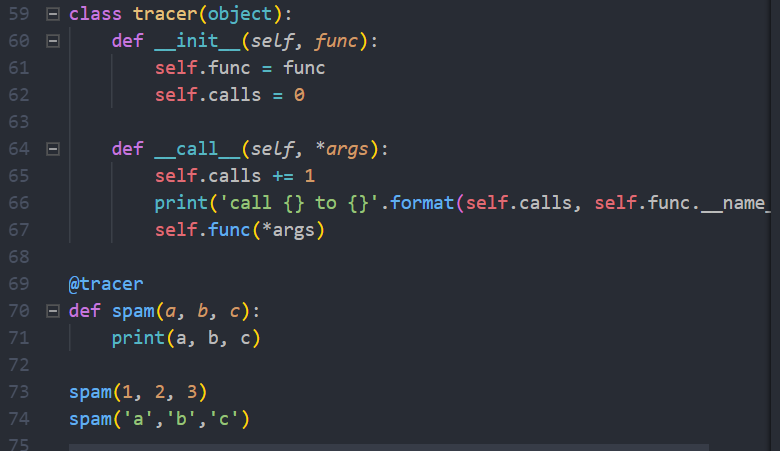 59 class tracer(object):
60     def __init__(self, func):
61         self.func = func
62         self.calls = 0
63
64     def __call__(self, *args):
65         self.calls += 1
66         print('call {} to {}'.format(self.calls, self.func.__name_
67         self.func(*args)
68
69 @tracer
70 def spam(a, b, c):
71     print(a, b, c)
72
73 spam(1, 2, 3)
74 spam('a','b','c')
75